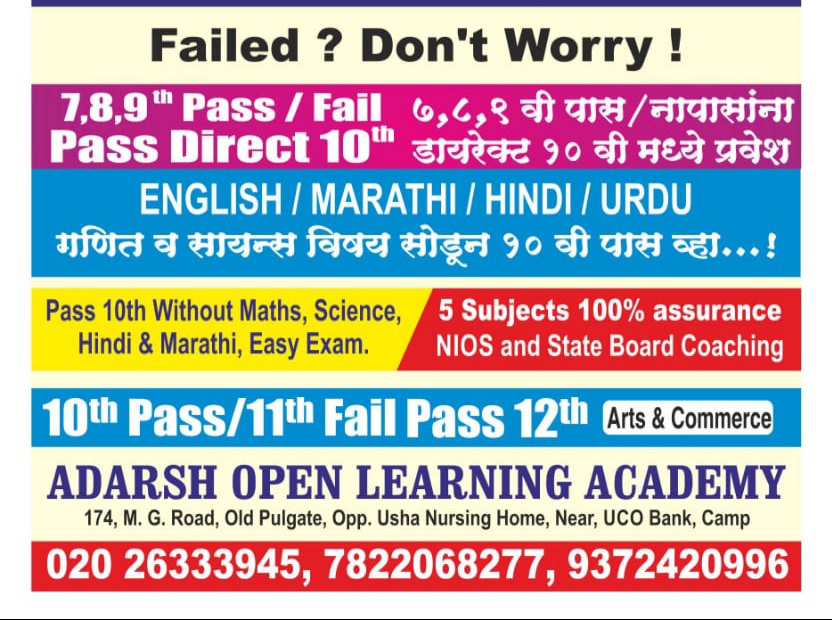 Failed ? Don't Worry !
7,8,9th Pass / Fail
Pass Direct 10th
७,८,९ वी पास/नापासांना
डायरेक्ट १० वी मध्ये प्रवेश
ENGLISH / MARATHI / HINDI / URDU
गणित व सायन्स विषय सोडून १० वी पास व्हा...!
Pass 10th Without Maths, Science,
Hindi & Marathi, Easy Exam.
5 Subjects 100% assurance
NIOS and State Board Coaching
10th Pass/11th Fail Pass 12th Arts & Commerce
ADARSH OPEN LEARNING ACADEMY
174, M. G. Road, Old Pulgate, Opp. Usha Nursing Home, Near, UCO Bank, Camp
020 26333945, 7822068277, 9372420996